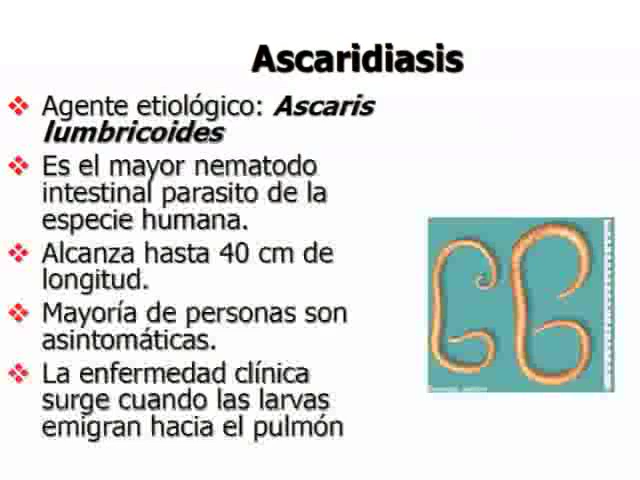 Ascaridiasis
Agente etiológico: Ascaris
lumbricoides
Es el mayor nematodo
intestinal parasito de la
especie humana.
Alcanza hasta 40 cm de
longitud.
Mayoría de personas son
asintomáticas.
La enfermedad clínica
surge cuando las larvas
emigran hacia el pulmón